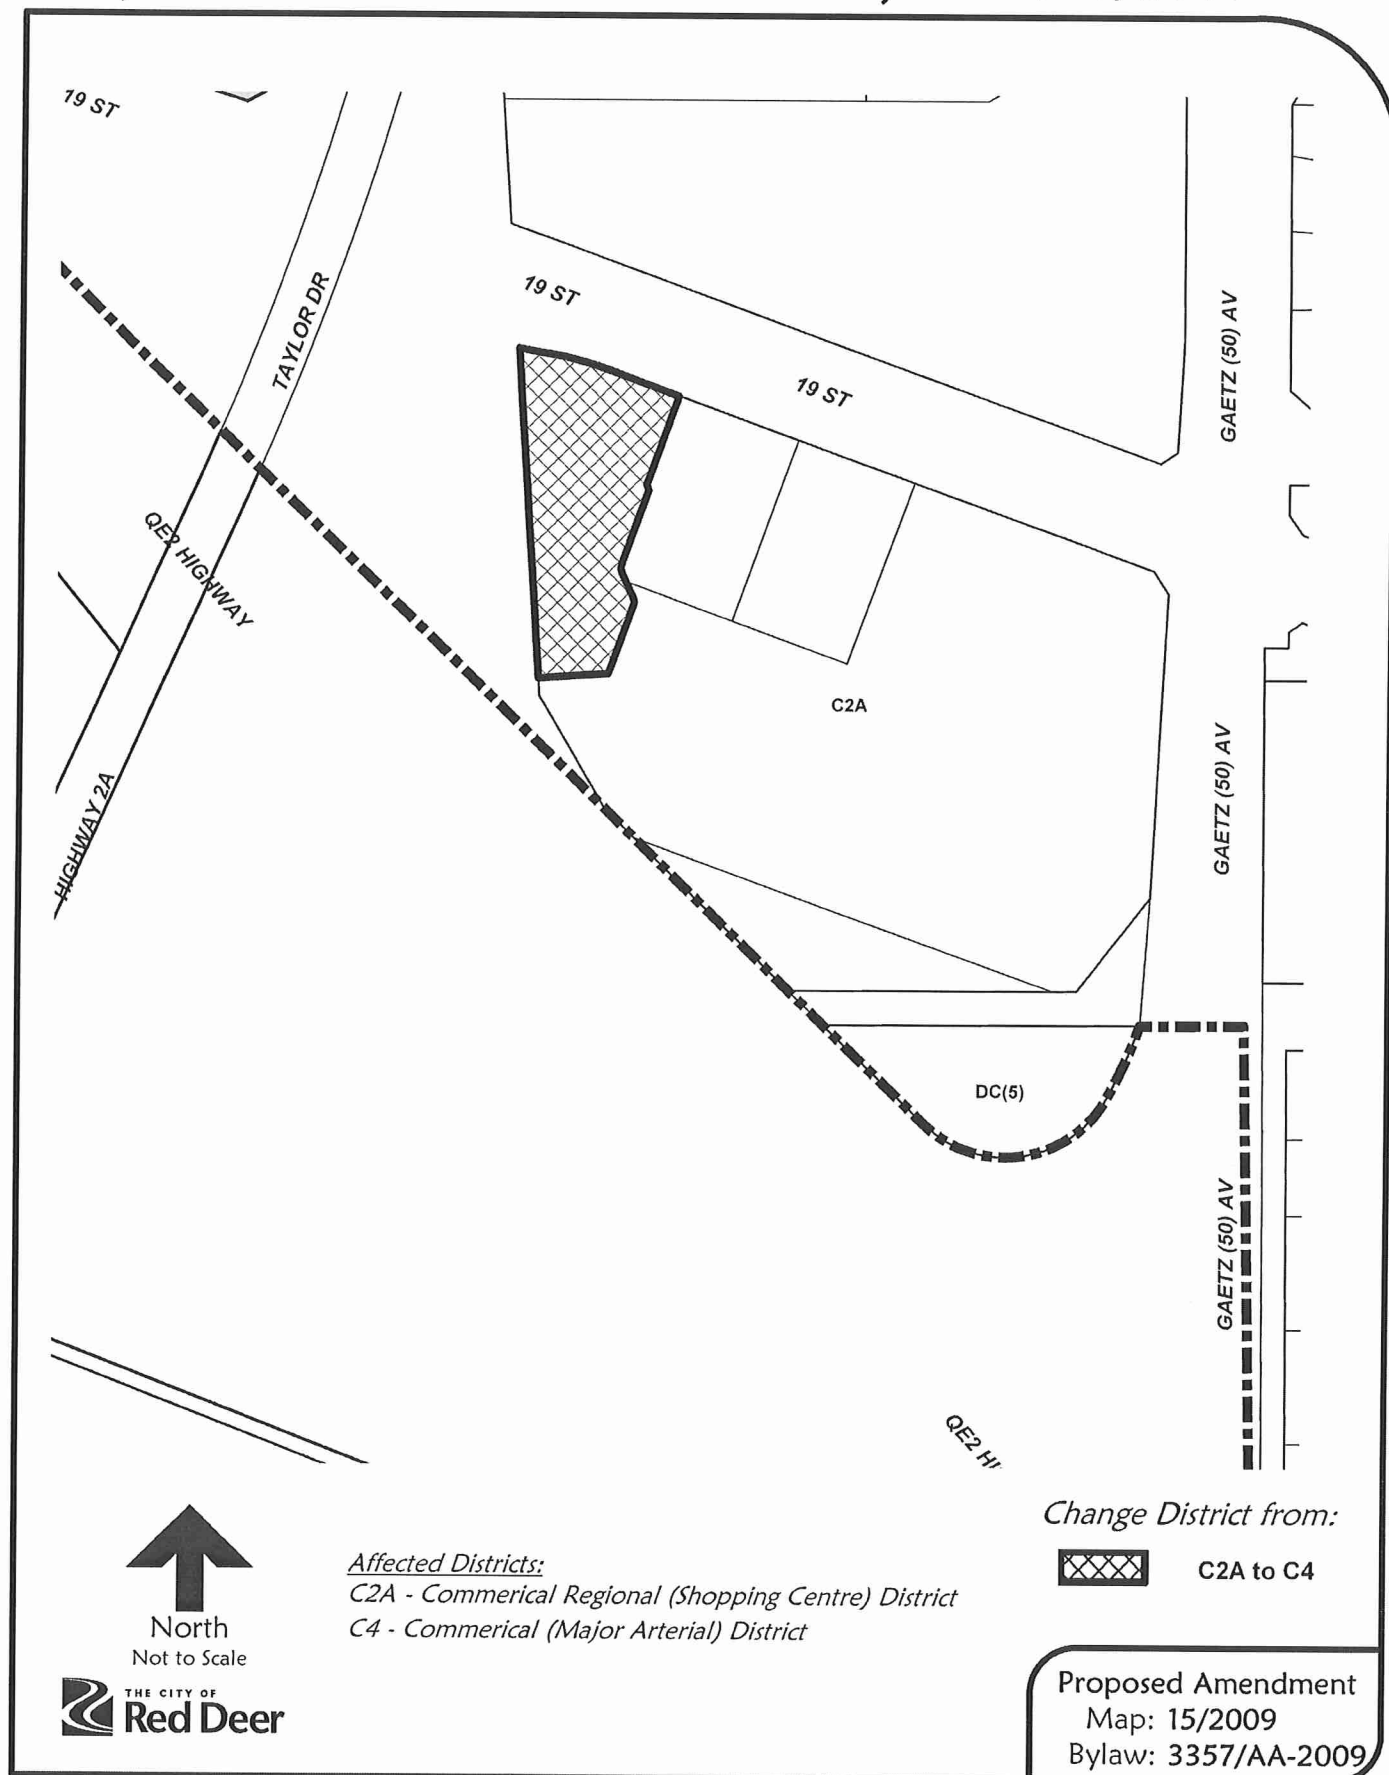 19 ST
19 ST
TAYLOR DR
GAETZ (50) AV
19 ST
QE2 HIGHWAY
C2A
GAETZ (50) AV
HIGHWAY 2A
DC(5)
GAETZ (50) AV
Change District from:
C2A to C4
Affected Districts:
C2A - Commerical Regional (Shopping Centre) District
C4 - Commerical (Major Arterial) District
North
Not to Scale
THE CITY OF
Red Deer
Proposed Amendment
Map: 15/2009
Bylaw: 3357/AA-2009